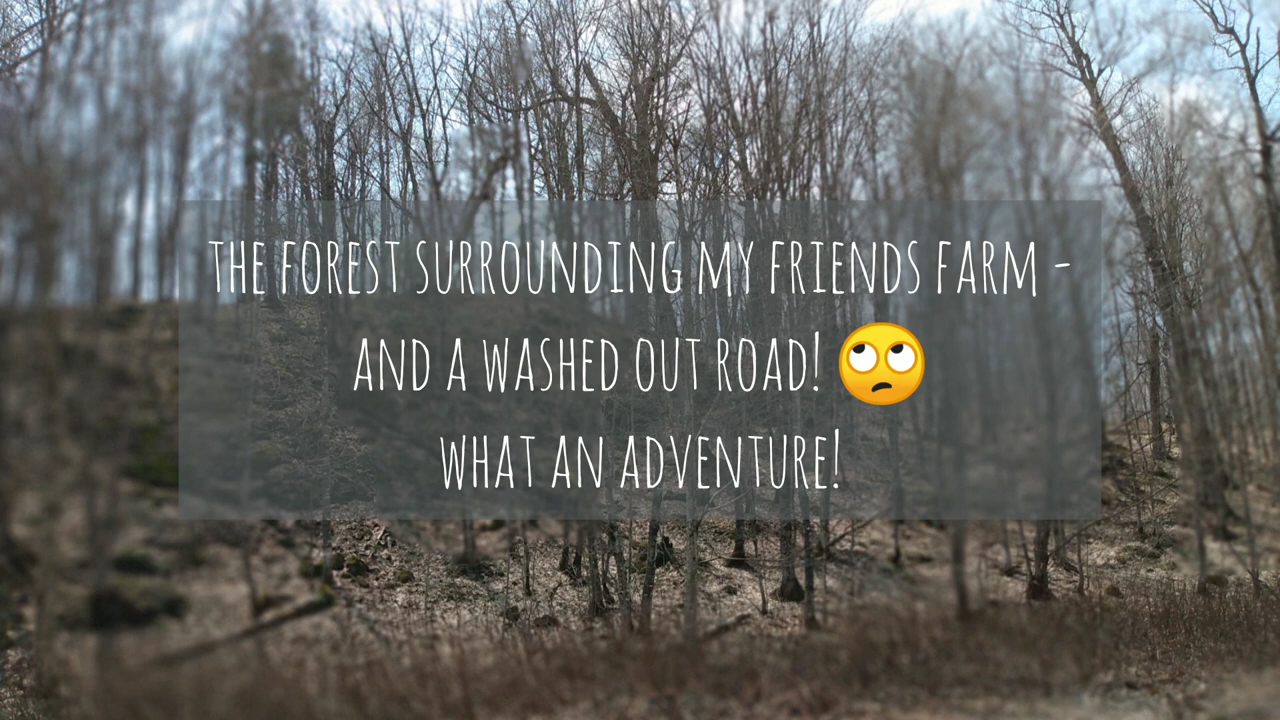 THE FOREST SURROUNDING MY FRIENDS FARM -
AND A WASHED OUT ROAD! 🙄
WHAT AN ADVENTURE!